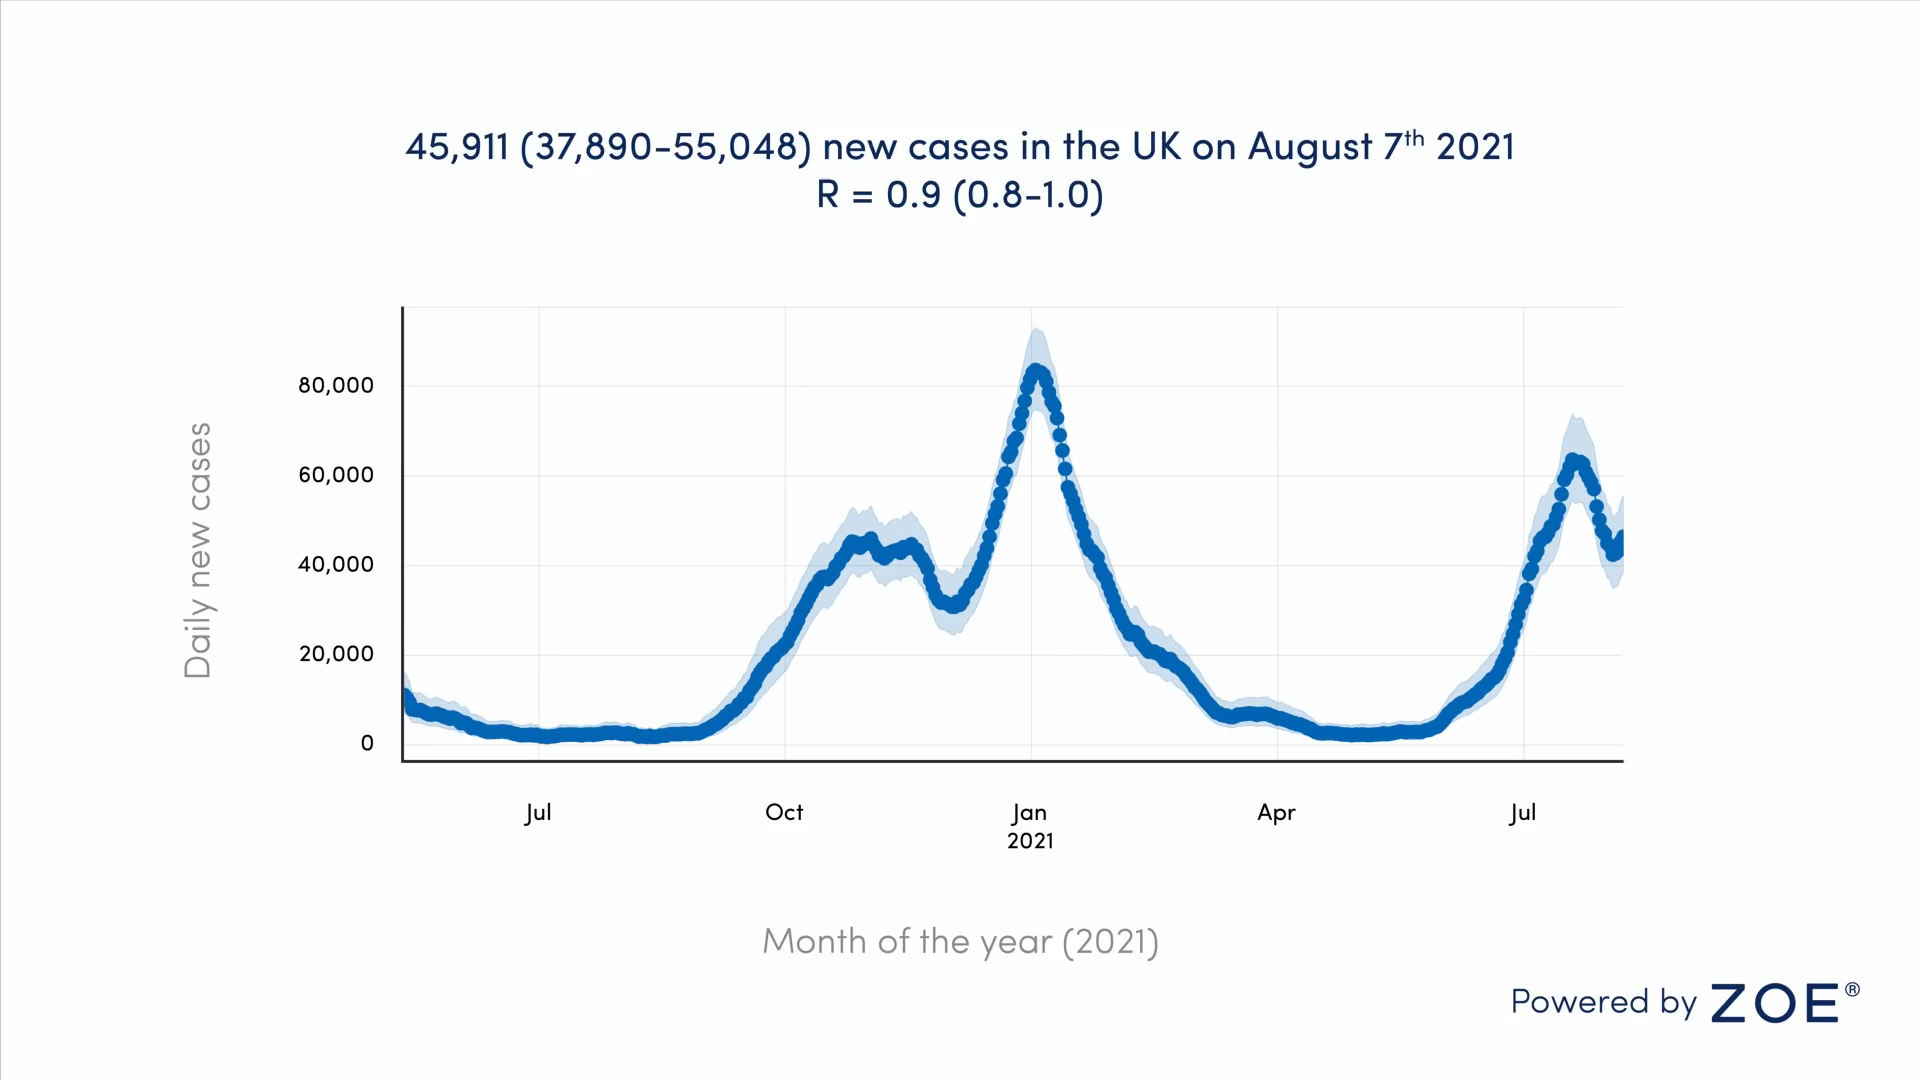 45,911 (37,890-55,048) new cases in the UK on August 7th 2021
R = 0.9 (0.8-1.0)
Daily new cases
80,000
60,000
40,000
20,000
0
Jul
Oct
Jan
2021
Apr
Jul
Month of the year (2021)
Powered by ZOE®